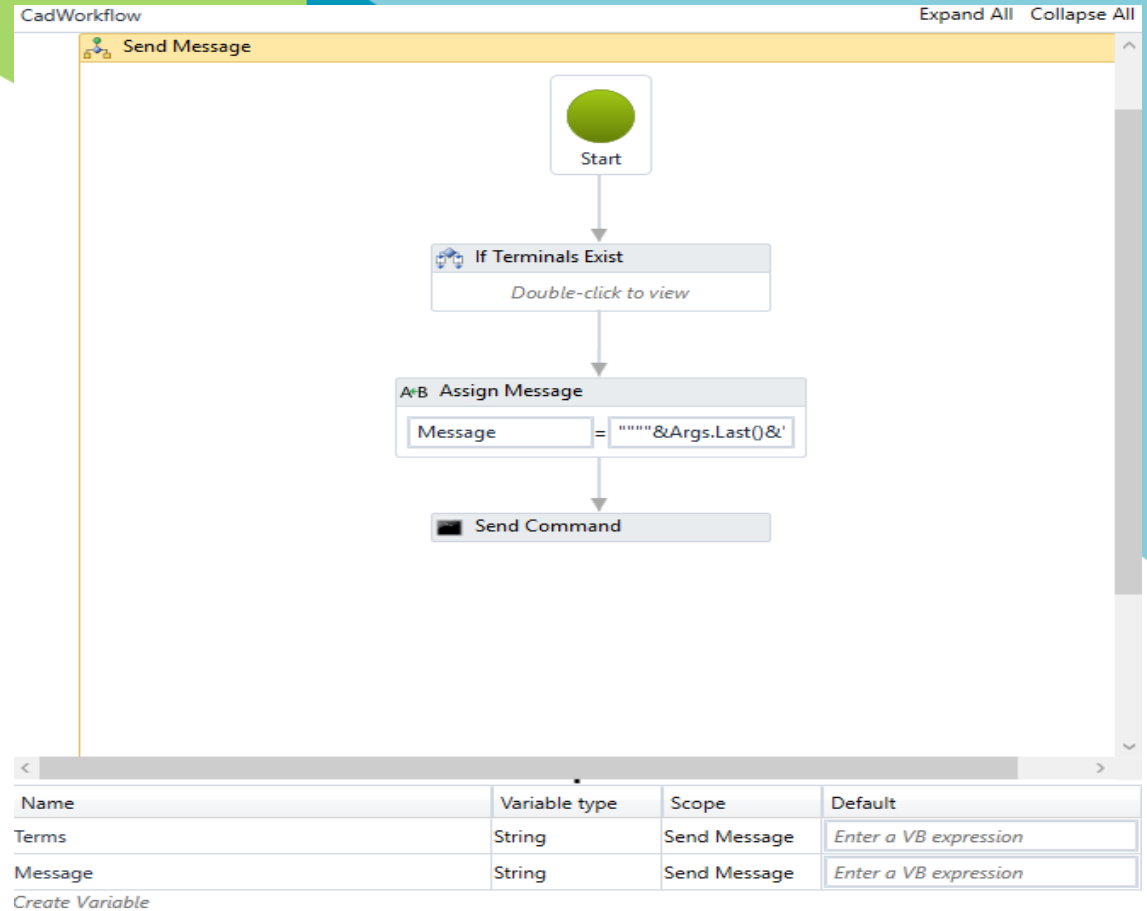 CadWorkflow Expand All Collapse All
Send Message
Start
If Terminals Exist
Double-click to view
A+B Assign Message
Message = """"&Args.Last()&'
Send Command
Name Variable type Scope Default
Terms String Send Message Enter a VB expression
Message String Send Message Enter a VB expression
Create Variable